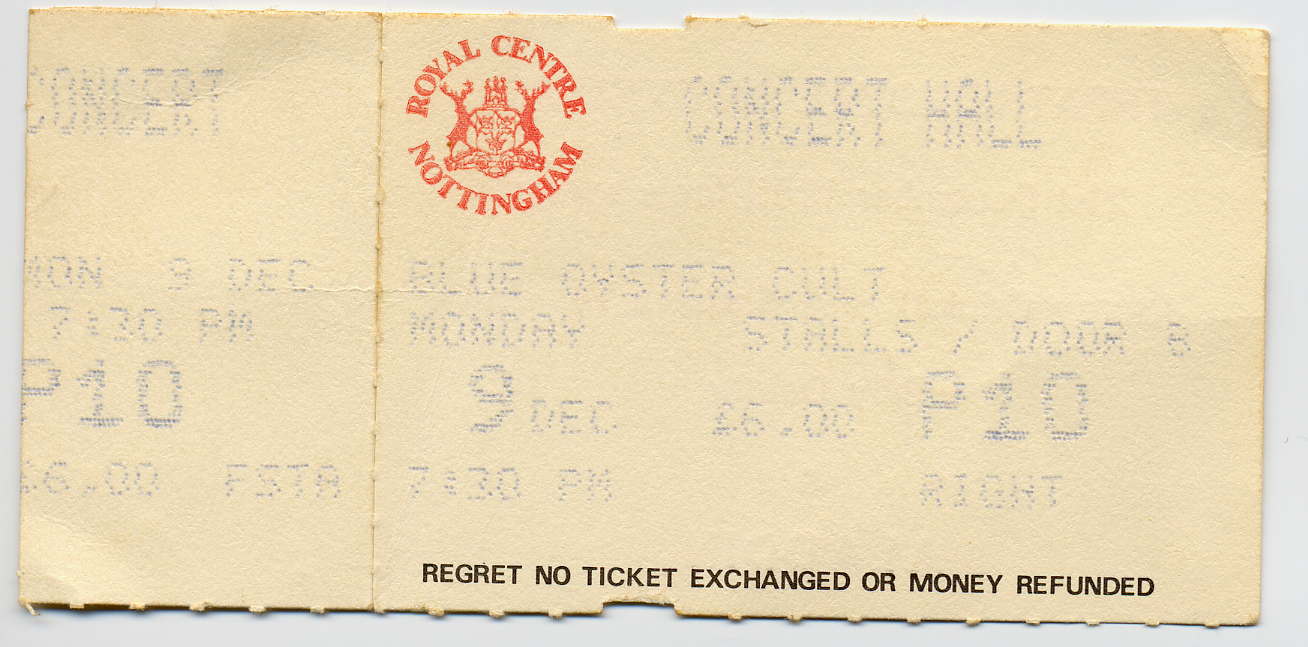 CONCERT
MON 9 DEC
7:30 PM
P10
£6.00 FSTA
ROYAL CENTRE
NOTTINGHAM
CONCERT HALL
BLUE OYSTER CULT
MONDAY STALLS / DOOR 8
9 DEC £6.00 P10
7:30 PM RIGHT
REGRET NO TICKET EXCHANGED OR MONEY REFUNDED